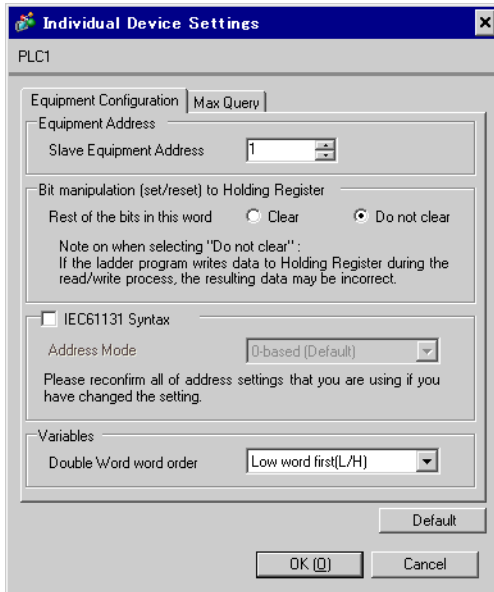 Individual Device Settings
PLC1
Equipment Configuration
Max Query
Equipment Address
Slave Equipment Address
1
Bit manipulation (set/reset) to Holding Register
Rest of the bits in this word
Clear
Do not clear
Note on when selecting "Do not clear" :
If the ladder program writes data to Holding Register during the
read/write process, the resulting data may be incorrect.
IEC61131 Syntax
Address Mode
0-based (Default)
Please reconfirm all of address settings that you are using if you
have changed the setting.
Variables
Double Word word order
Low word first(L/H)
Default
OK (O)
Cancel